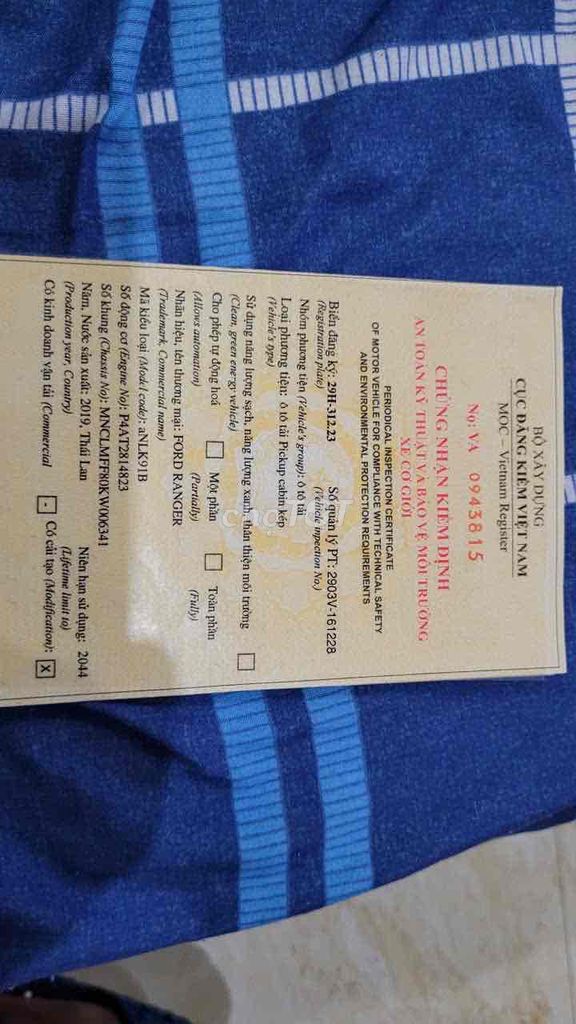 BỘ XÂY DỰNG
CỤC ĐĂNG KIỂM VIỆT NAM
MOC – Vietnam Register
No: VA 0943815
CHỨNG NHẬN KIỂM ĐỊNH
AN TOÀN KỸ THUẬT VÀ BẢO VỆ MÔI TRƯỜNG
XE CƠ GIỚI
PERIODICAL INSPECTION CERTIFICATE
OF MOTOR VEHICLE FOR COMPLIANCE WITH TECHNICAL SAFETY
AND ENVIRONMENTAL PROTECTION REQUIREMENTS
Biển đăng ký: 29H-312.23 Số quản lý PT: 2903V-161228
(Registration plate) (Vehicle inpection No.)
Nhóm phương tiện (Vehicle's group): ô tô tải
Loại phương tiện: ô tô tải Pickup cabin kép
(Vehicle's type)
Sử dụng năng lượng sạch, năng lượng xanh, thân thiện môi trường
(Clean, green energy vehicle)
Cho phép tự động hoá Một phần Toàn phần
(Allows automation) (Partially) (Fully)
Nhãn hiệu, tên thương mại: FORD RANGER
(Trademark, Commercial name)
Mã kiểu loại (Model code): aNLK91B
Số động cơ (Engine No): P4AT2814823
Số khung (Chassis No): MNCLMFF80KW006341
Năm, Nước sản xuất: 2019, Thái Lan Niên hạn sử dụng: 2044
(Production year, Country) (Lifetime limit to)
Có kinh doanh vận tải (Commercial - Có cải tạo (Modification): X